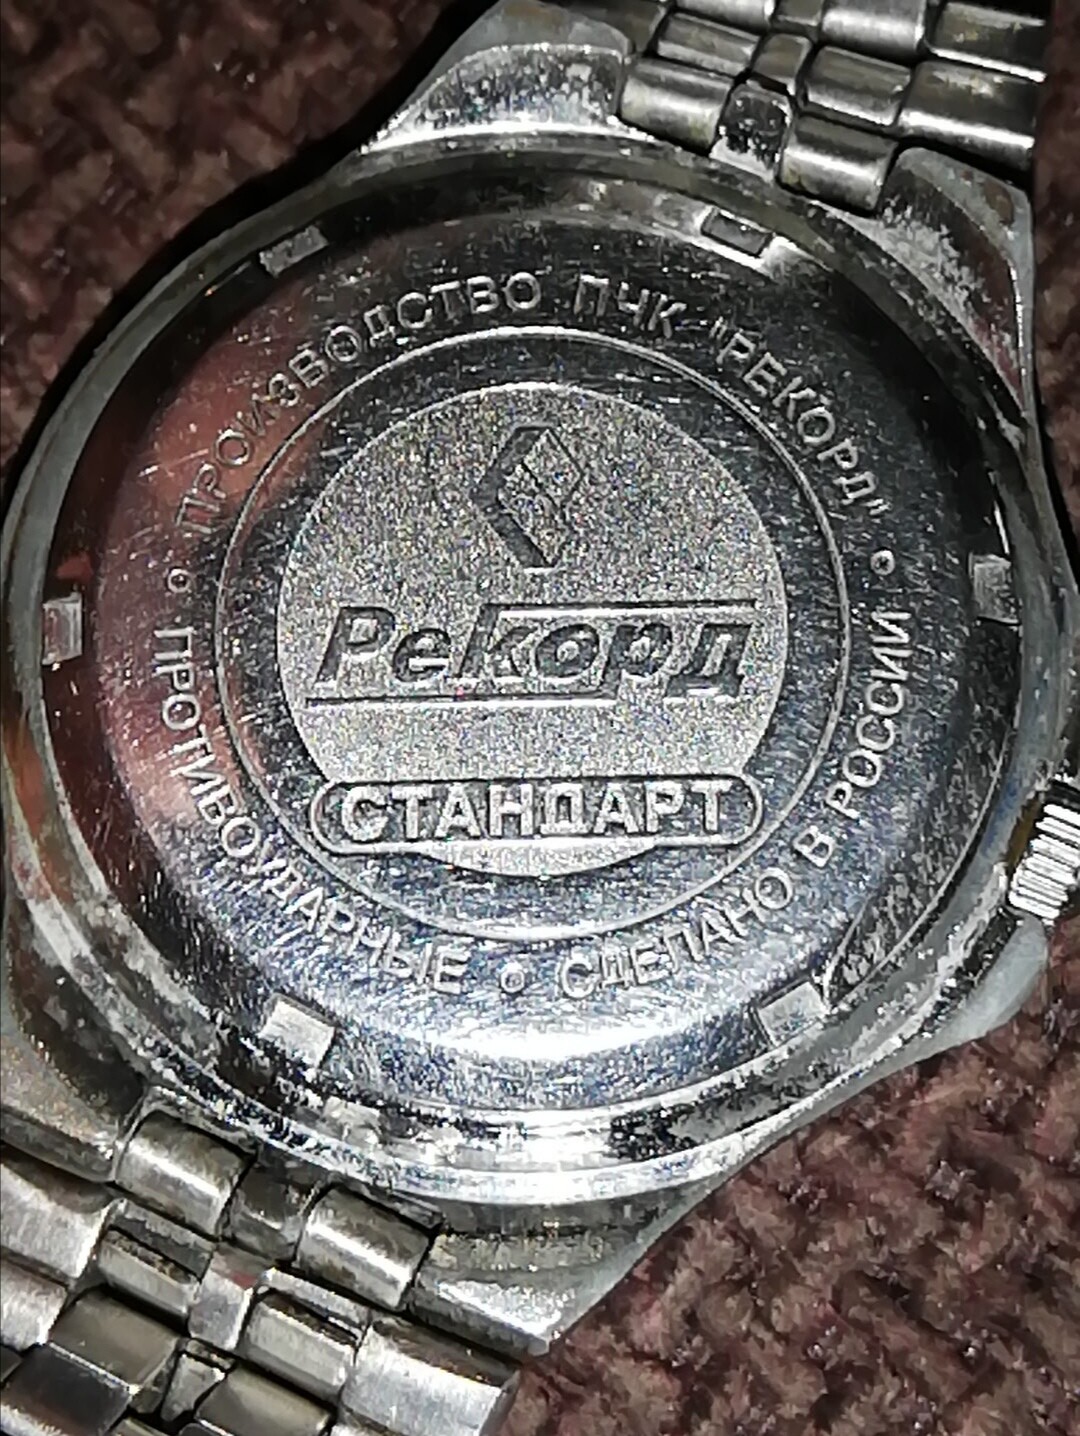 ПРОИЗВОДСТВО ПЧК "РЕКОРД"
Рекорд
СТАНДАРТ
ПРОТИВОУДАРНЫЕ • СДЕЛАНО В РОССИИ